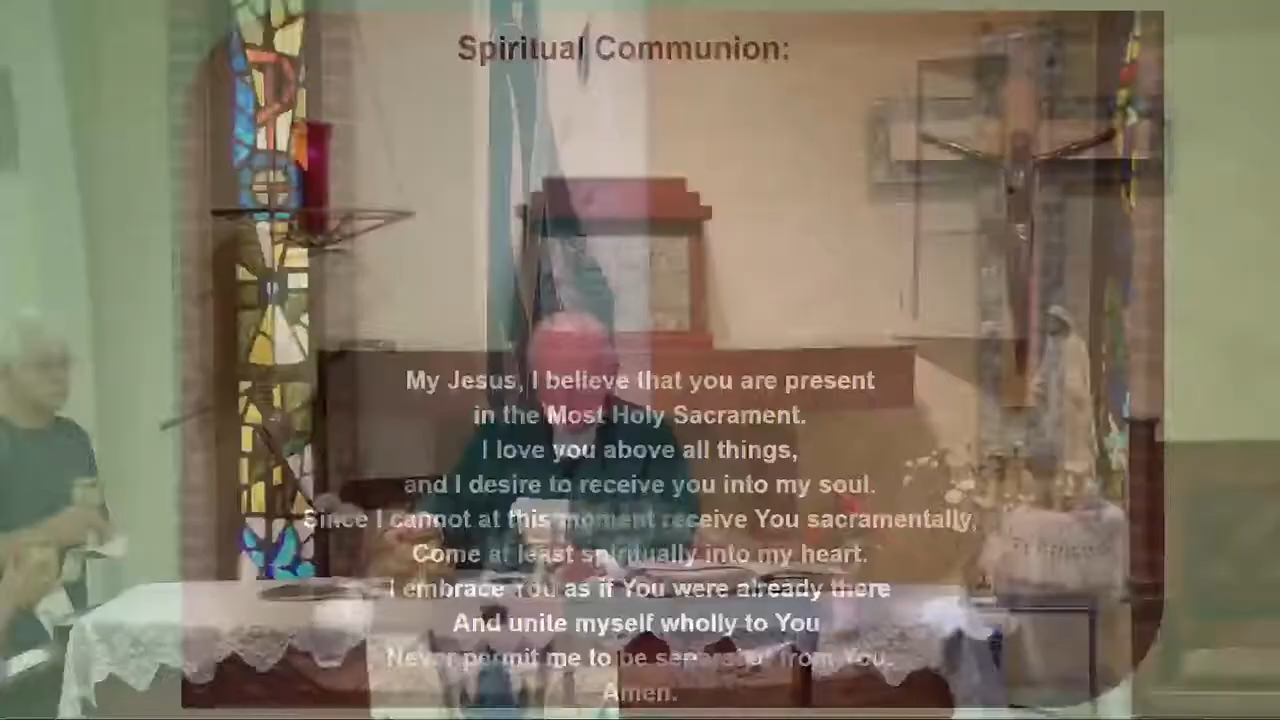 Spiritual Communion:
My Jesus, I believe that you are present
in the Most Holy Sacrament.
I love you above all things,
and I desire to receive you into my soul.
Since I cannot at this moment receive You sacramentally,
Come at least spiritually into my heart.
I embrace You as if You were already there
And unite myself wholly to You
Never permit me to be separated from You.
Amen.